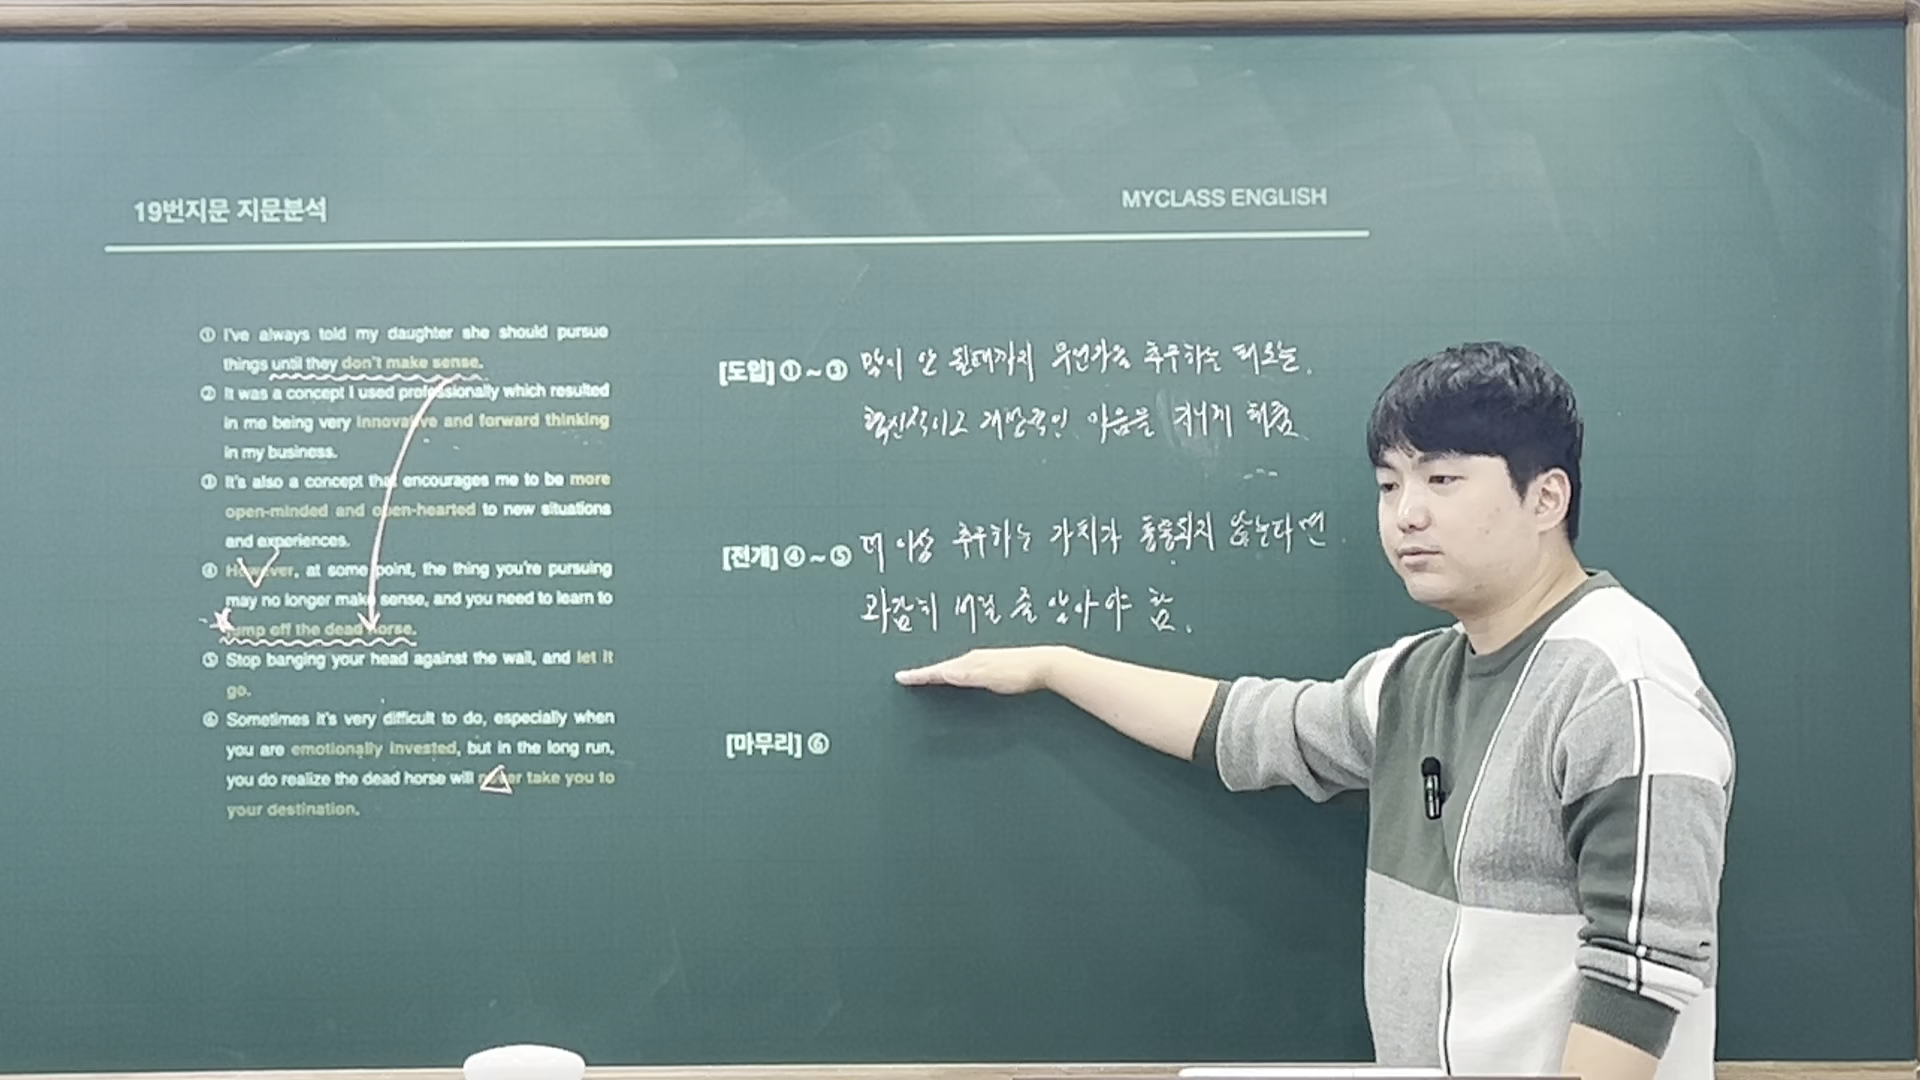 19번지문 지문분석
MYCLASS ENGLISH
① I've always told my daughter she should pursue
things until they don't make sense.
② It was a concept I used professionally which resulted
in me being very innovative and forward thinking
in my business.
③ It's also a concept that encourages me to be more
open-minded and open-hearted to new situations
and experiences.
④ However, at some point, the thing you're pursuing
may no longer make sense, and you need to learn to
jump off the dead horse.
⑤ Stop banging your head against the wall, and let it
go.
⑥ Sometimes it's very difficult to do, especially when
you are emotionally invested, but in the long run,
you do realize the dead horse will never take you to
your destination.
[도입] ①~③ 말이 안 될때까지 무언가를 추구하는 태도는,
혁신적이고 개방적인 마음을 지니게 해줌
[전개] ④~⑤ 더 이상 추구하는 가치가 통용되지 않는다면
과감히 버릴 줄 알아야 함.
[마무리] ⑥